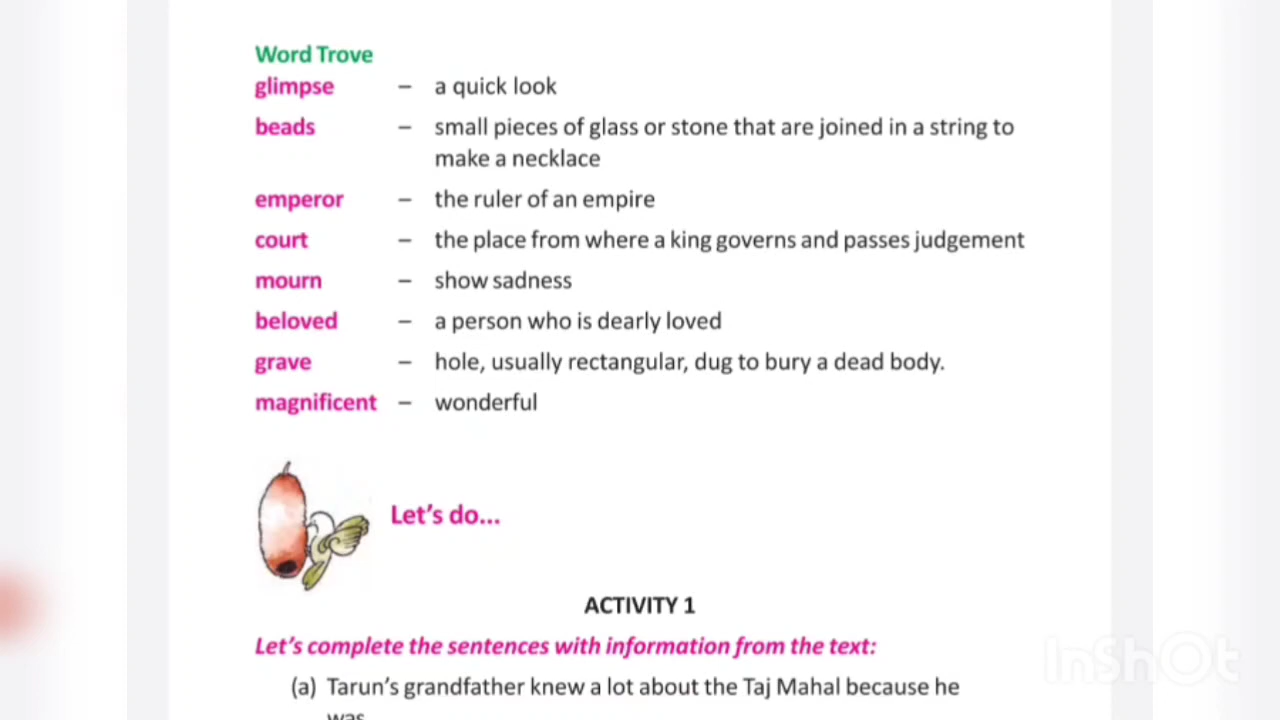 Word Trove
glimpse – a quick look
beads – small pieces of glass or stone that are joined in a string to
make a necklace
emperor – the ruler of an empire
court – the place from where a king governs and passes judgement
mourn – show sadness
beloved – a person who is dearly loved
grave – hole, usually rectangular, dug to bury a dead body.
magnificent – wonderful
Let's do...
ACTIVITY 1
Let's complete the sentences with information from the text:
(a) Tarun's grandfather knew a lot about the Taj Mahal because he
was
InShOt